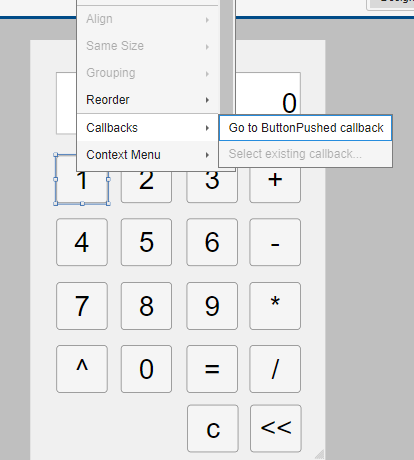 Align
Same Size
Grouping
Reorder
0
Callbacks
Go to ButtonPushed callback
Context Menu
Select existing callback...
1 2 3 +
4 5 6 -
7 8 9 *
^ 0 = /
c <<